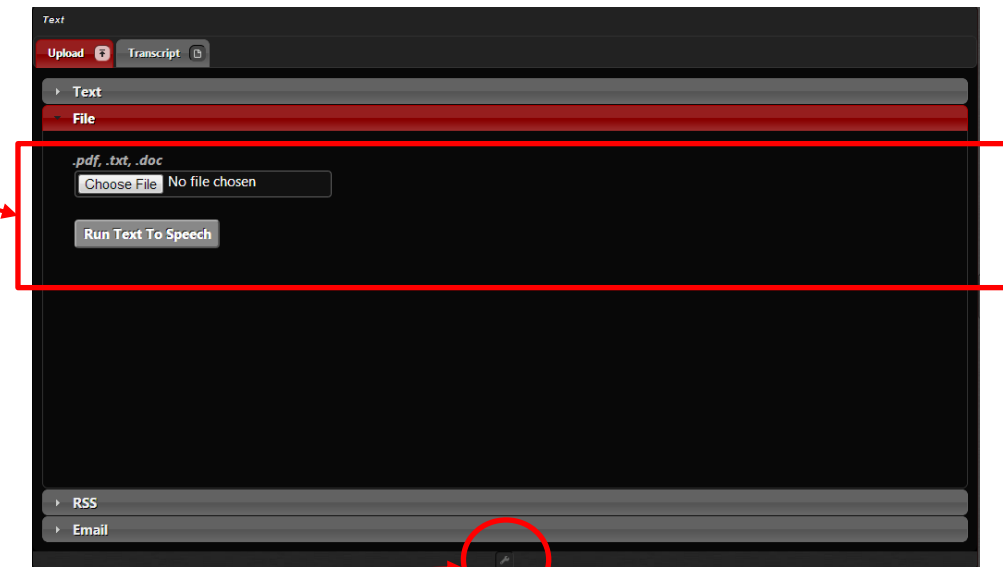 Text
Upload Transcript
Text
File
.pdf, .txt, .doc
Choose File No file chosen
Run Text To Speech
RSS
Email